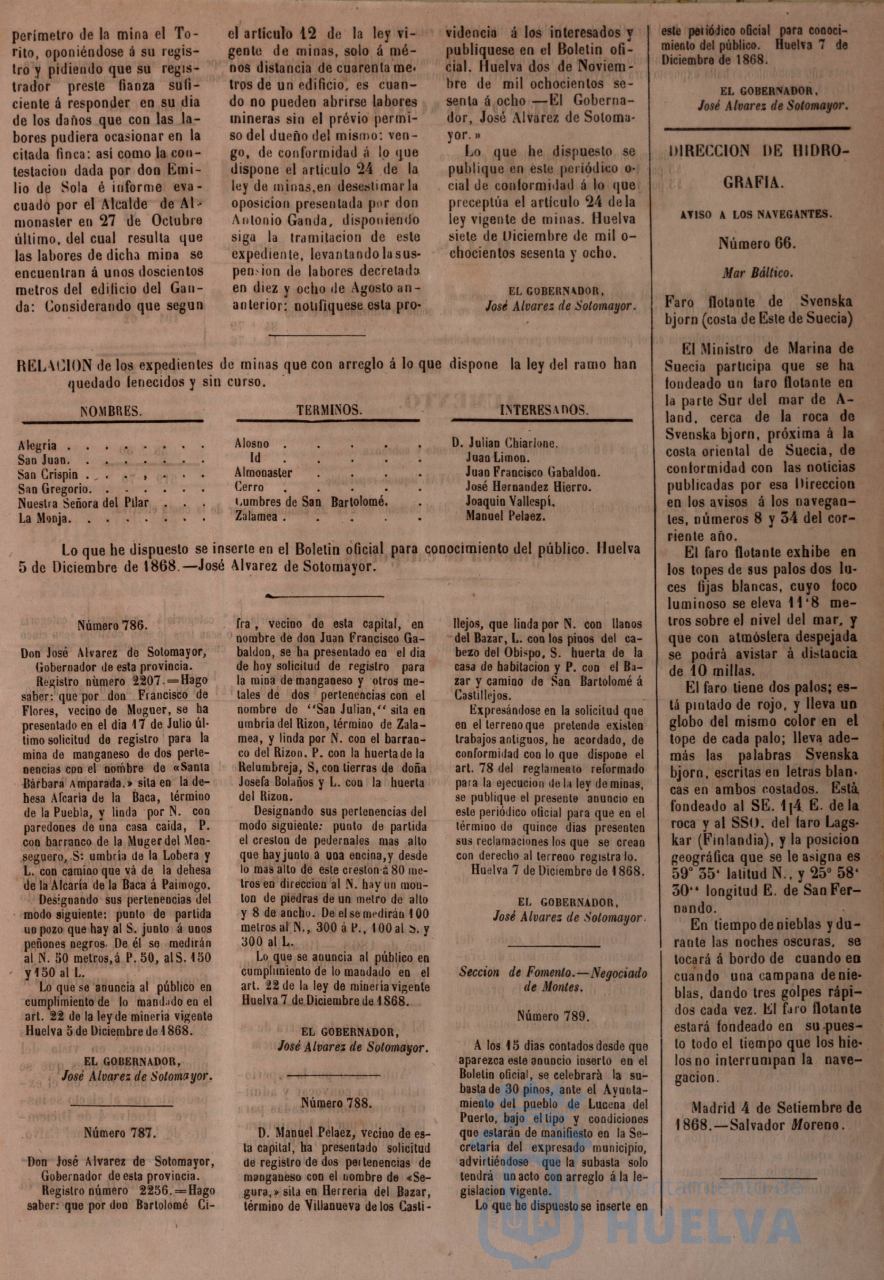 perímetro de la mina el To-
rito, oponiéndose á su regis-
tro y pidiendo que su regis-
trador preste fianza sufi-
ciente á responder en su dia
de los daños que con las la-
bores pudiera ocasionar en la
citada finca: asi como la con-
testacion dada por don Emi-
lio de Sola é informe eva-
cuado por el Alcalde de Al-
monaster en 27 de Octubre
último, del cual resulta que
las labores de dicha mina se
encuentran á unos doscientos
metros del edificio del Gan-
da: Considerando que segun
el artículo 12 de la ley vi-
gente de minas, solo á mé-
nos distancia de cuarenta me-
tros de un edificio, es cuan-
do no pueden abrirse labores
mineras sin el prévio permi-
so del dueño del mismo: ven-
go, de conformidad á lo que
dispone el artículo 24 de la
ley de minas, en desestimar la
oposicion presentada por don
Antonio Ganda, disponiendo
siga la tramitacion de este
expediente, levantando la sus-
pension de labores decretada
en diez y ocho de Agosto an-
anterior; notifiquese esta pro-
videncia á los interesados y
publiquese en el Boletin ofi-
cial. Huelva dos de Noviem-
bre de mil ochocientos se-
senta á ocho —El Goberna-
dor, José Alvarez de Sotoma-
yor.»
Lo que he dispuesto se
publique en este periódico o-
cial de conformidad á lo que
preceptúa el artículo 24 de la
ley vigente de minas. Huelva
siete de Diciembre de mil o-
chocientos sesenta y ocho.
EL GOBERNADOR,
José Alvarez de Sotomayor.
RELACION de los expedientes de minas que con arreglo á lo que dispone la ley del ramo han
quedado fenecidos y sin curso.
NOMBRES. TERMINOS. INTERESADOS.
Alegria . . . . . . . . Alosno . . . . . D. Julian Chiarlone.
San Juan. . . . . . . . Id . . . . . Juan Limon.
San Crispin . . . . , . . . Almonaster . . . . Juan Francisco Gabaldon.
San Gregorio. . . . . . . Cerro . . . . . José Hernandez Hierro.
Nuestra Señora del Pilar . . . Cumbres de San Bartolomé. . Joaquin Vallespí.
La Monja. . . . . . . . Zalamea . . . . . Manuel Pelaez.
Lo que he dispuesto se inserte en el Boletin oficial para conocimiento del público. Huelva
5 de Diciembre de 1868.—José Alvarez de Sotomayor.
Número 786.
Don José Alvarez de Sotomayor,
Gobernador de esta provincia.
Registro número 2207.=Hago
saber: que por don Francisco de
Flores, vecino de Moguer, se ha
presentado en el dia 17 de Julio úl-
timo solicitud de registro para la
mina de manganeso de dos perte-
nencias con el nombre de «Santa
Bárbara Amparada.» sita en la de-
hesa Alcaria de la Baca, término
de la Puebla, y linda por N. con
paredones de una casa caida, P.
con barranco de la Muger del Men-
seguero, S: umbria de la Lobera y
L. con camino que vá de la dehesa
de la Alcaría de la Baca á Paimogo.
Designando sus pertenencias del
modo siguiente: punto de partida
un pozo que hay al S. junto á unos
peñones negros. De él se medirán
al N. 50 metros, á P. 50, al S. 150
y 150 al L.
Lo que se anuncia al público en
cumplimiento de lo mandado en el
art. 22 de la ley de mineria vigente
Huelva 5 de Diciembre de 1868.
EL GOBERNADOR,
José Alvarez de Sotomayor.
Número 787.
Don José Alvarez de Sotomayor,
Gobernador de esta provincia.
Registro número 2256.=Hago
saber: que por don Bartolomé Ci-
fra , vecino de esta capital, en
nombre de don Juan Francisco Ga-
baldon, se ha presentado en el dia
de hoy solicitud de registro para
la mina de manganeso y otros me-
tales de dos pertenencias con el
nombre de “San Julian,“ sita en
umbria del Rizon, término de Zala-
mea, y linda por N. con el barran-
co del Rizon. P. con la huerta de la
Relumbreja, S, con tierras de doña
Josefa Bolaños y L. con la huerta
del Rizon.
Designando sus pertenencias del
modo siguiente: punto de partida
el creston de pedernales mas alto
que hay junto a una encina, y desde
lo mas alto de este creston á 80 me-
tros en direccion al N. hay un mon-
ton de piedras de un metro de alto
y 8 de ancho. De el se medirán 100
metros al N., 300 á P., 100 al S. y
300 al L.
Lo que se anuncia al público en
cumplimiento de lo mandado en el
art. 22 de la ley de mineria vigente
Huelva 7 de Diciembre de 1868.
EL GOBERNADOR,
José Alvarez de Sotomayor.
Número 788.
D. Manuel Pelaez, vecino de es-
ta capital, ha presentado solicitud
de registro de dos pertenencias de
manganeso con el nombre de «Se-
gura,» sita en Herreria del Bazar,
término de Villanueva de los Casti-
llejos, que linda por N. con llanos
del Bazar, L. con los pinos del ca-
bezo del Obispo, S. huerta de la
casa de habitacion y P. con el Ba-
zar y camino de San Bartolomé á
Castillejos.
Expresándose en la solicitud que
en el terreno que pretende existen
trabajos antiguos, he acordado, de
conformidad con lo que dispone el
art. 78 del reglamento reformado
para la ejecucion de la ley de minas,
se publique el presente anuncio en
este periódico oficial para que en el
término de quince dias presenten
sus reclamaciones los que se crean
con derecho al terreno registra lo.
Huelva 7 de Diciembre de 1868.
EL GOBERNADOR,
José Alvarez de Sotomayor.
Seccion de Fomento.—Negociado
de Montes.
Número 789.
A los 15 dias contados desde que
aparezca este anuncio inserto en el
Boletin oficial, se celebrará la su-
basta de 30 pinos, ante el Ayunta-
miento del pueblo de Lucena del
Puerto, bajo el tipo y condiciones
que estarán de manifiesto en la Se-
cretaría del expresado municipio,
advirtiéndose que la subasta solo
tendrá un acto con arreglo á la le-
gislacion vigente.
Lo que he dispuesto se inserte en
este periódico oficial para conoci-
miento del público. Huelva 7 de
Diciembre de 1868.
EL GOBERNADOR,
José Alvarez de Sotomayor.
DIRECCION DE HIDRO-
GRAFIA.
AVISO A LOS NAVEGANTES.
Número 66.
Mar Báltico.
Faro flotante de Svenska
bjorn (costa de Este de Suecia)
El Ministro de Marina de
Suecia participa que se ha
fondeado un faro flotante en
la parte Sur del mar de A-
land, cerca de la roca de
Svenska bjorn, próxima á la
costa oriental de Suecia, de
conformidad con las noticias
publicadas por esa Direccion
en los avisos á los navegan-
tes, números 8 y 34 del cor-
riente año.
El faro flotante exhibe en
los topes de sus palos dos lu-
ces fijas blancas, cuyo foco
luminoso se eleva 11‘8 me-
tros sobre el nivel del mar, y
que con atmósfera despejada
se podrá avistar á distancia
de 10 millas.
El faro tiene dos palos; es-
tá pintado de rojo, y lleva un
globo del mismo color en el
tope de cada palo; lleva ade-
más las palabras Svenska
bjorn, escritas en letras blan-
cas en ambos costados. Está
fondeado al SE. 1¡4 E. de la
roca y al SSO. del faro Lags-
kar (Finlandia), y la posicion
geográfica que se le asigna es
59° 35‘ latitud N., y 25° 58‘
30‘‘ longitud E. de San Fer-
nando.
En tiempo de nieblas y du-
rante las noches oscuras, se
tocará á bordo de cuando en
cuando una campana de nie-
blas, dando tres golpes rápi-
dos cada vez. El faro flotante
estará fondeado en su pues-
to todo el tiempo que los hie-
los no interrumpan la nave-
gacion.
Madrid 4 de Setiembre de
1868.—Salvador Moreno.
Ayuntamiento de
HUELVA